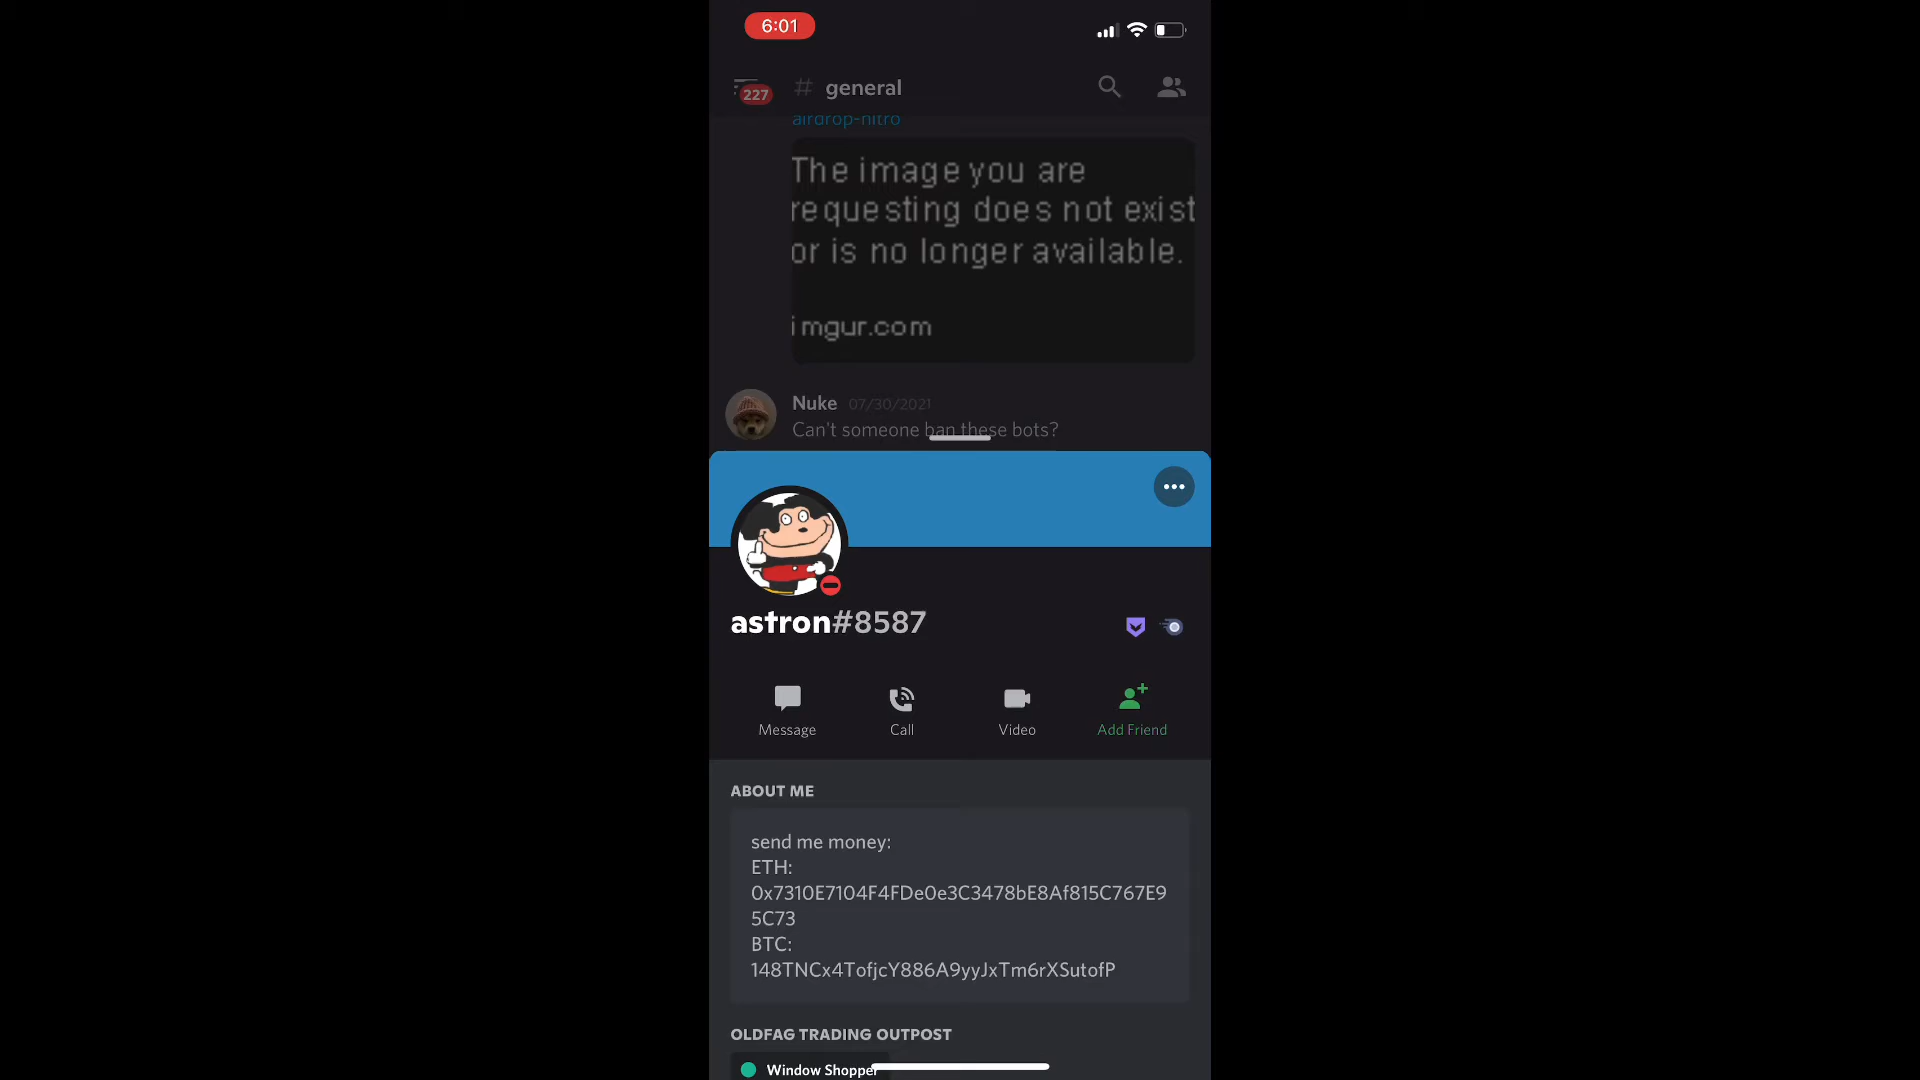 6:01
227
# general
airdrop-nitro
The image you are
requesting does not exist
or is no longer available.
imgur.com
Nuke 07/30/2021
Can't someone ban these bots?
astron#8587
Message
Call
Video
Add Friend
ABOUT ME
send me money:
ETH:
0x7310E7104F4FDe0e3C3478bE8Af815C767E9
5C73
BTC:
148TNCx4TofjcY886A9yyJxTm6rXSutofP
OLDFAG TRADING OUTPOST
Window Shopper